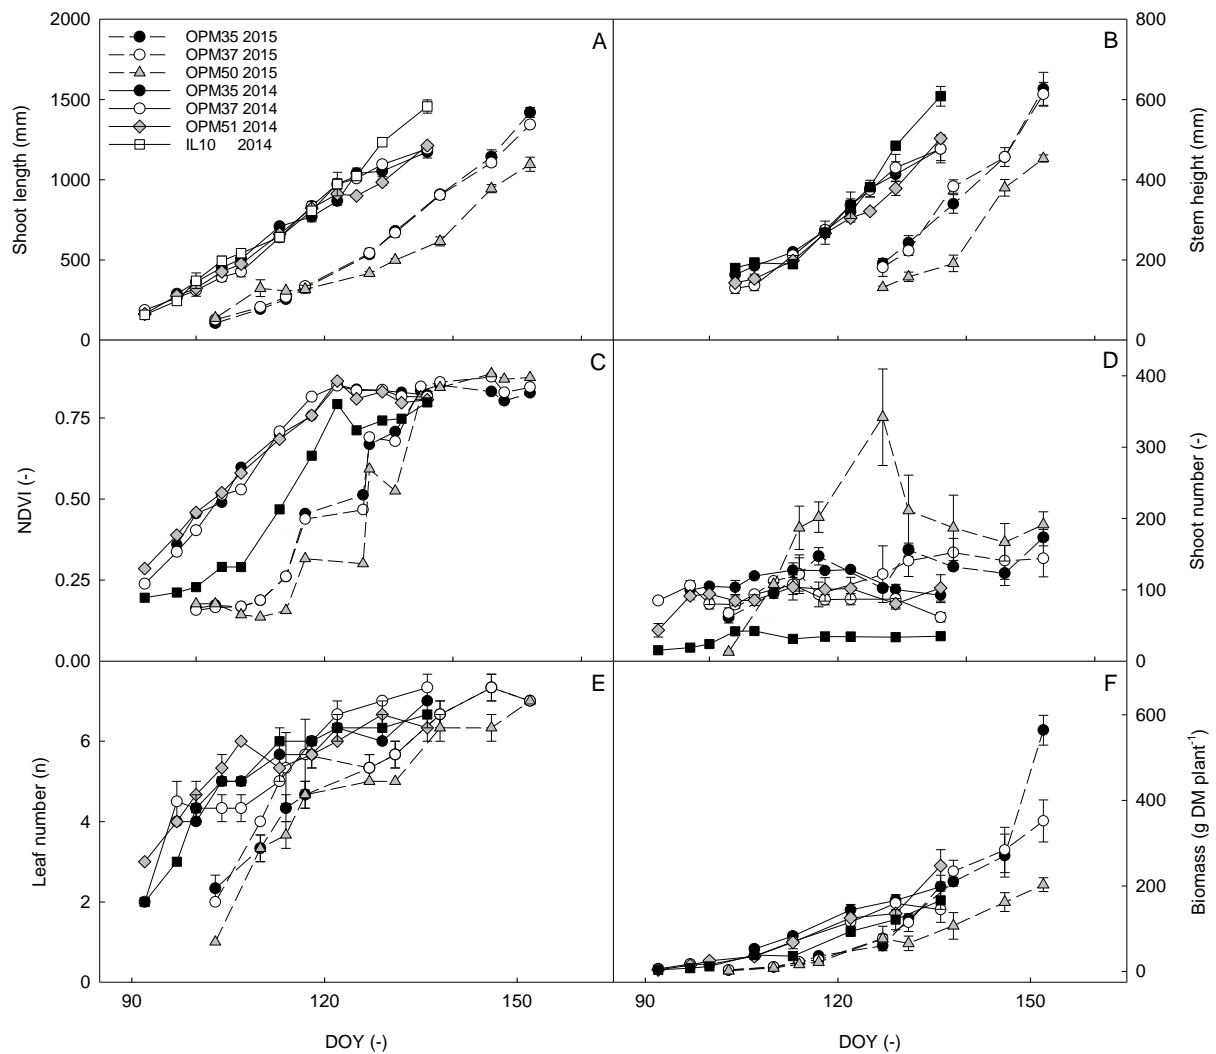 2000
1500
1000
500
0
Shoot length (mm)
OPM35 2015
OPM37 2015
OPM50 2015
OPM35 2014
OPM37 2014
OPM51 2014
IL10 2014
A
B
800
600
400
200
0
Stem height (mm)
C
0.75
0.50
0.25
0.00
NDVI (-)
D
400
300
200
100
0
Shoot number (-)
E
6
4
2
0
Leaf number (n)
F
600
400
200
0
Biomass (g DM plant⁻¹)
90 120 150
90 120 150
DOY (-)
DOY (-)